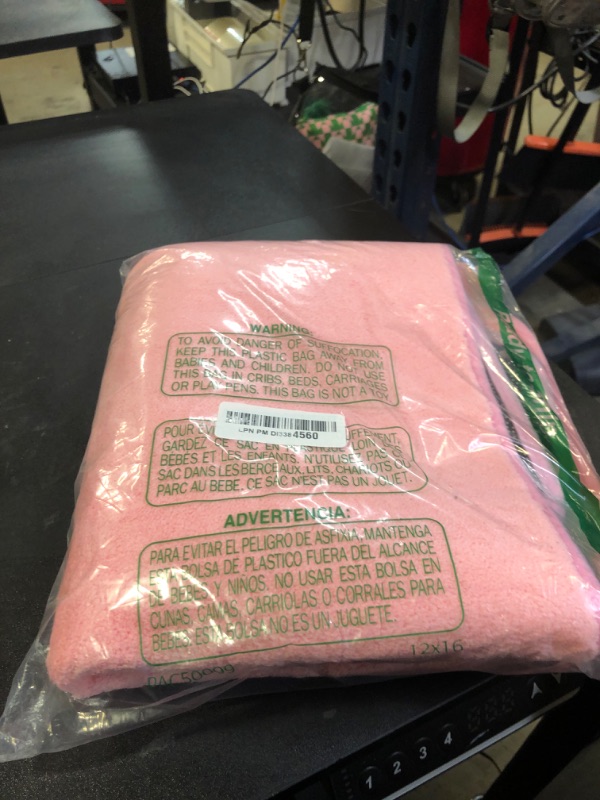 WARNING:
TO AVOID DANGER OF SUFFOCATION,
KEEP THIS PLASTIC BAG AWAY FROM
BABIES AND CHILDREN. DO NOT USE
THIS BAG IN CRIBS, BEDS, CARRIAGES
OR PLAY PENS. THIS BAG IS NOT A TOY.
LPN PM DI3384560
POUR
GARDEZ CE SAC EN PLASTIQUE LOIN
BÉBES ET LES ENFANTS. N'UTILISEZ PAS
SAC DANS LES BERCEAUX, LITS, CHARIOTS OU
PARC AU BEBE. CE SAC N'EST PAS UN JOUET.
ADVERTENCIA:
PARA EVITAR EL PELIGRO DE ASFIXIA, MANTENGA
ESTA BOLSA DE PLASTICO FUERA DEL ALCANCE
DE BEBES Y NIÑOS. NO USAR ESTA BOLSA EN
CUNAS, CAMAS, CARRIOLAS O CORRALES PARA
BEBES. ESTA BOLSA NO ES UN JUGUETE.
12x16
1 2 3 4